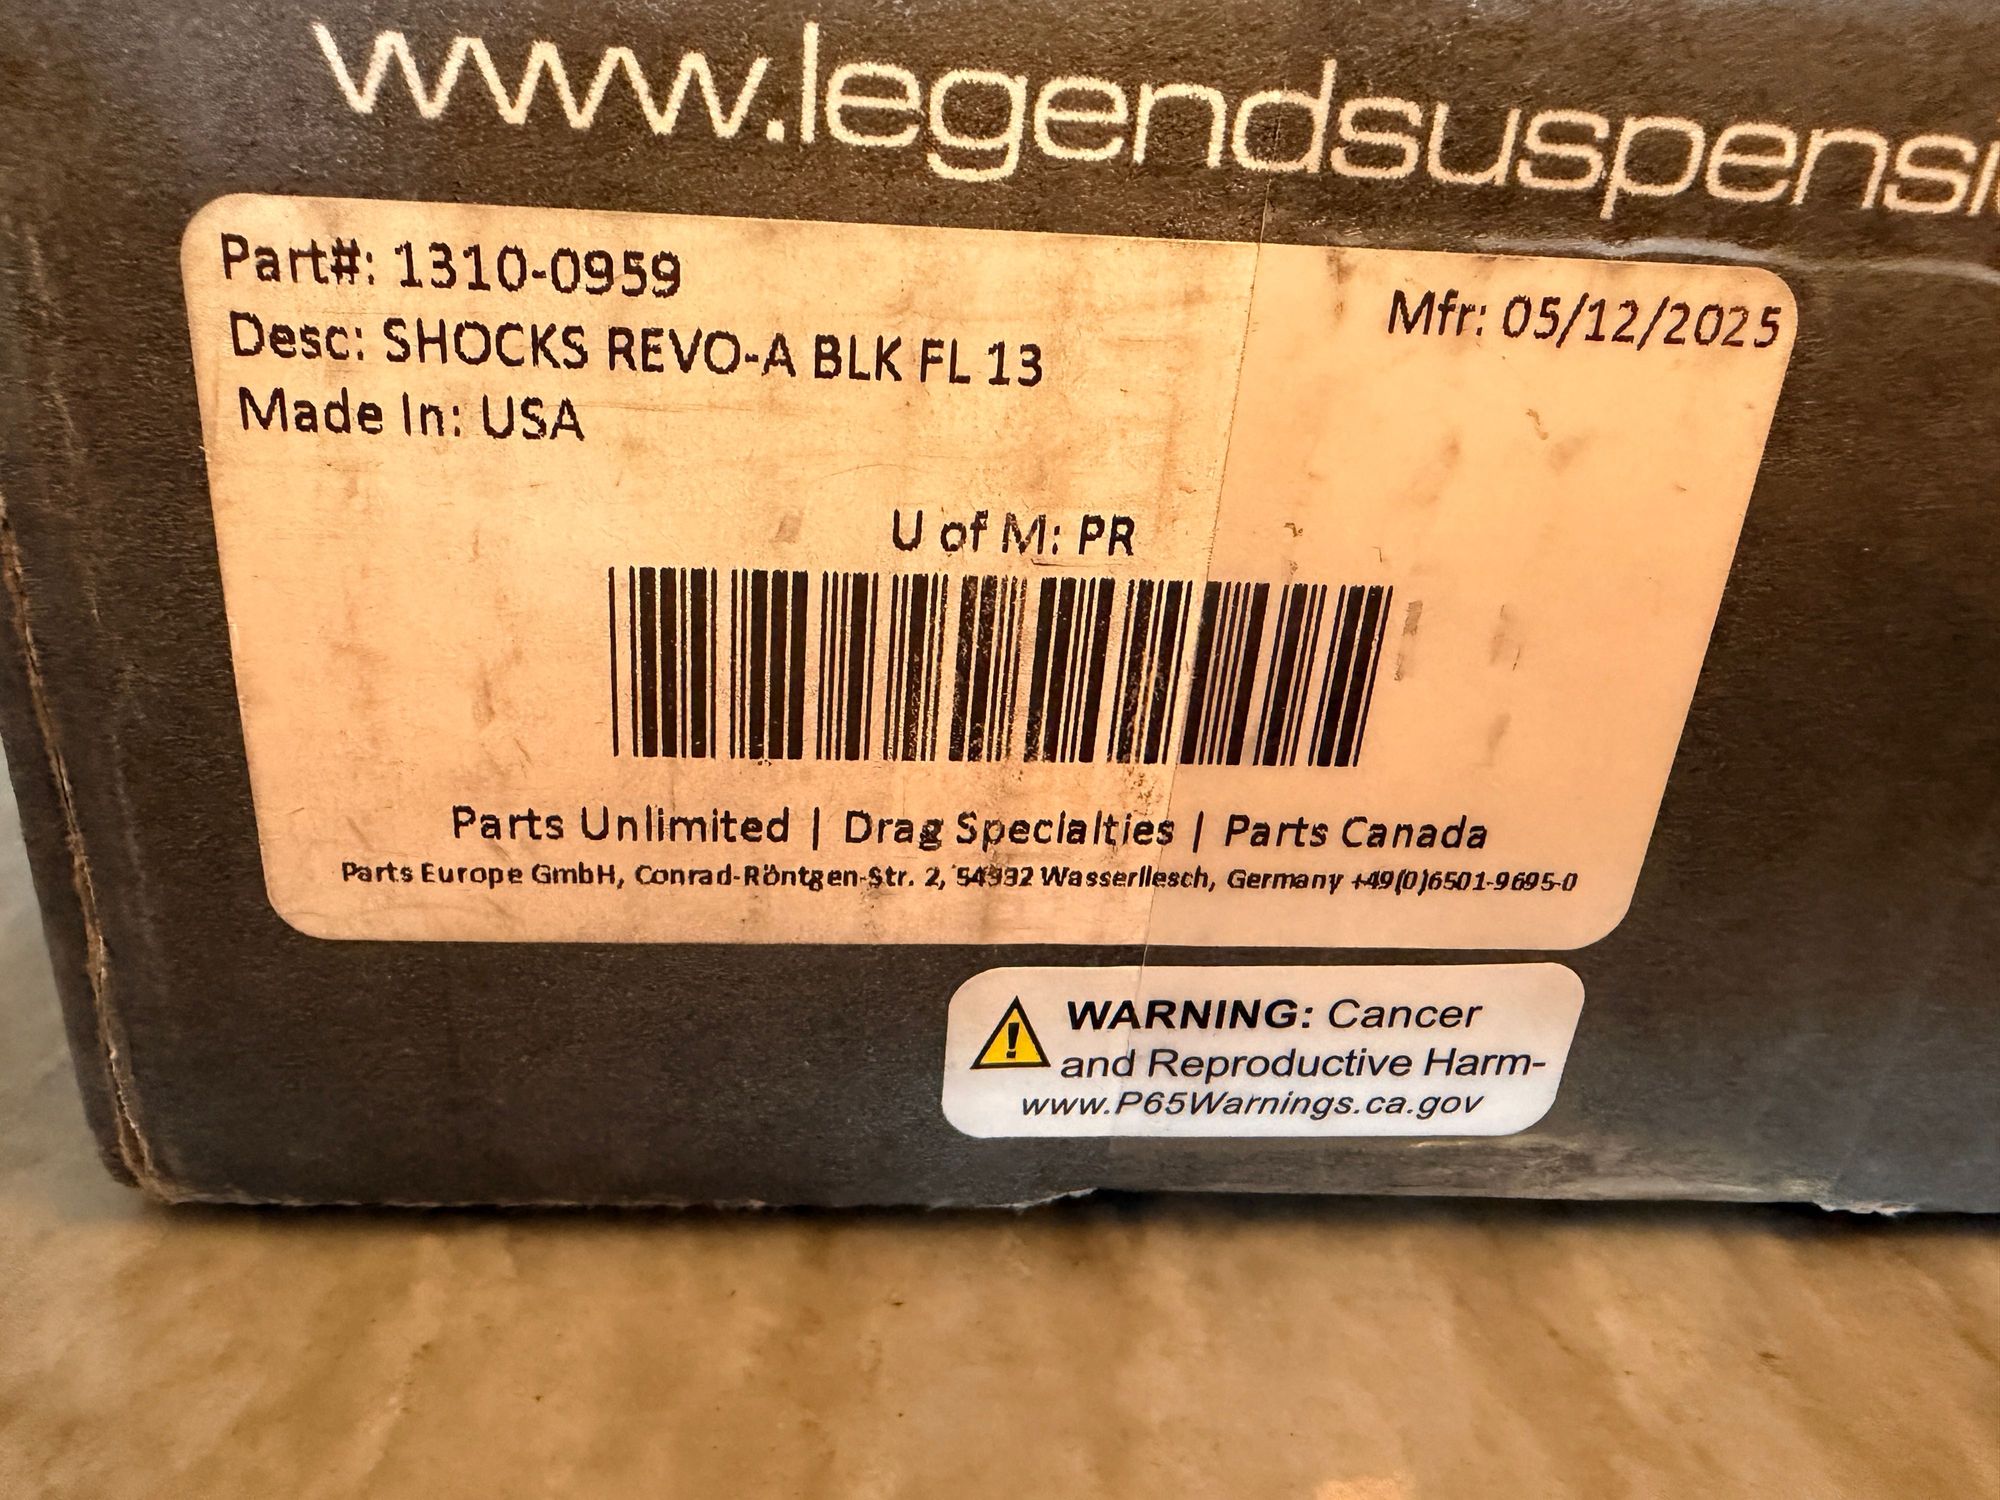 www.legendsuspensi
Part#: 1310-0959
Mfr: 05/12/2025
Desc: SHOCKS REVO-A BLK FL 13
Made In: USA
U of M: PR
Parts Unlimited | Drag Specialties | Parts Canada
Parts Europe GmbH, Conrad-Röntgen-Str. 2, Wasserllesch, Germany +49(0)6501-9695-0
WARNING: Cancer
and Reproductive Harm-
www.P65Warnings.ca.gov